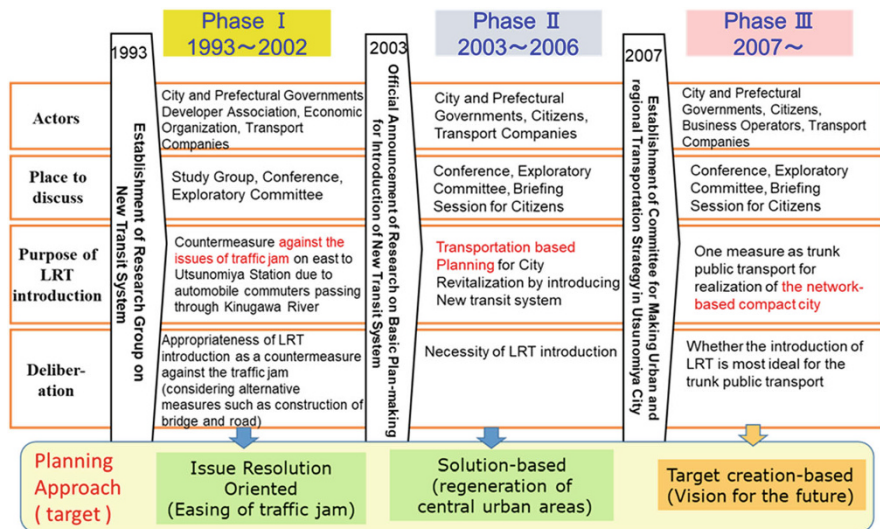 Phase Ⅰ
1993～2002
Phase Ⅱ
2003～2006
Phase Ⅲ
2007～
1993
Establishment of Research Group on
New Transit System
2003
Official Announcement of Research on Basic Plan-making
for Introduction of New Transit System
2007
Establishment of Committee for Making Urban and
regional Transportation Strategy in Utsunomiya City
Actors
City and Prefectural Governments
Developer Association, Economic
Organization, Transport
Companies
City and Prefectural
Governments, Citizens,
Transport Companies
City and Prefectural
Governments, Citizens,
Business Operators, Transport
Companies
Place to
discuss
Study Group, Conference,
Exploratory Committee
Conference, Exploratory
Committee, Briefing
Session for Citizens
Conference, Exploratory
Committee, Briefing
Session for Citizens
Purpose of
LRT
introduction
Countermeasure against the
issues of traffic jam on east to
Utsunomiya Station due to
automobile commuters passing
through Kinugawa River
Transportation based
Planning for City
Revitalization by introducing
New transit system
One measure as trunk
public transport for
realization of the network-
based compact city
Deliber-
ation
Appropriateness of LRT
introduction as a countermeasure
against the traffic jam
(considering alternative
measures such as construction of
bridge and road)
Necessity of LRT introduction
Whether the introduction of
LRT is most ideal for the
trunk public transport
Planning
Approach
( target )
Issue Resolution
Oriented
(Easing of traffic jam)
Solution-based
(regeneration of
central urban areas)
Target creation-based
(Vision for the future)